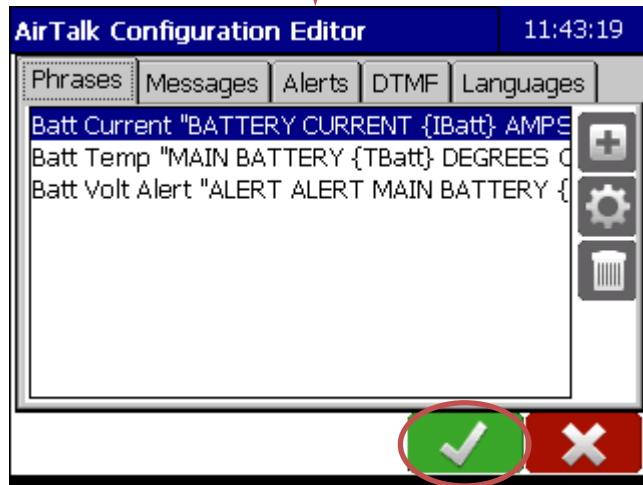 AirTalk Configuration Editor 11:43:19
Phrases Messages Alerts DTMF Languages
Batt Current "BATTERY CURRENT {IBatt} AMPS
Batt Temp "MAIN BATTERY {TBatt} DEGREES C
Batt Volt Alert "ALERT ALERT MAIN BATTERY {